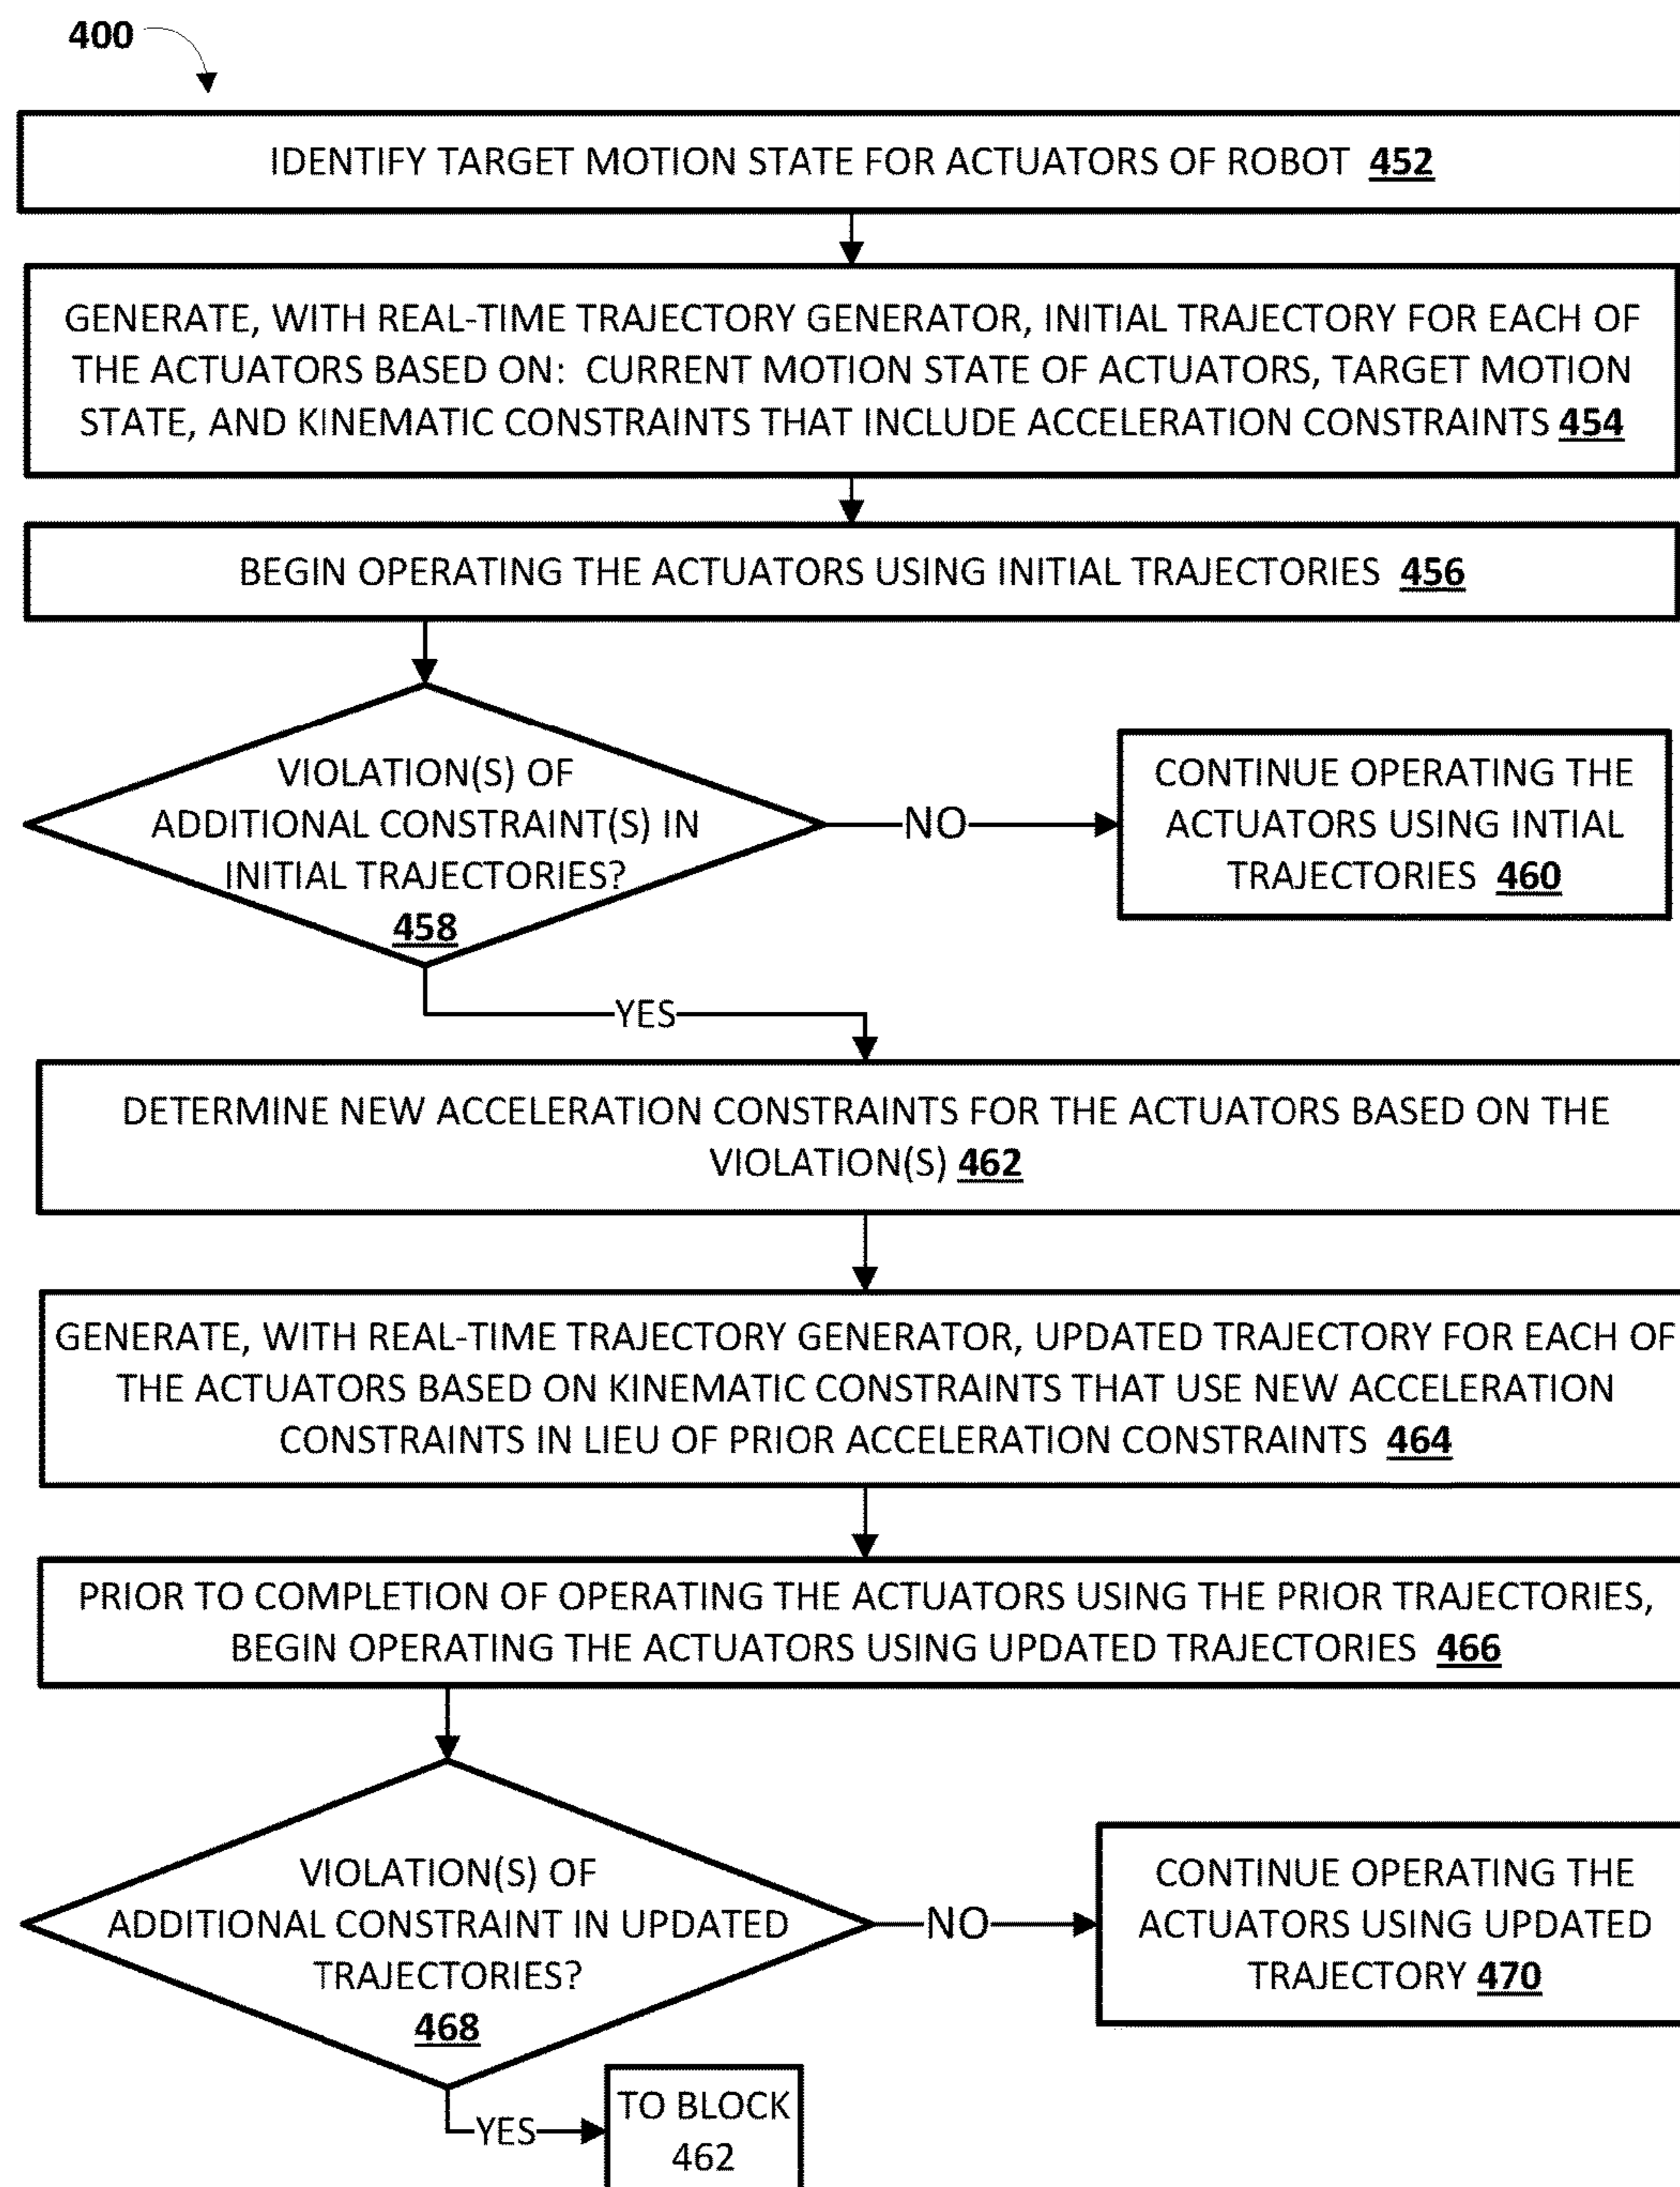 400
IDENTIFY TARGET MOTION STATE FOR ACTUATORS OF ROBOT 452
GENERATE, WITH REAL-TIME TRAJECTORY GENERATOR, INITIAL TRAJECTORY FOR EACH OF
THE ACTUATORS BASED ON: CURRENT MOTION STATE OF ACTUATORS, TARGET MOTION
STATE, AND KINEMATIC CONSTRAINTS THAT INCLUDE ACCELERATION CONSTRAINTS 454
BEGIN OPERATING THE ACTUATORS USING INITIAL TRAJECTORIES 456
VIOLATION(S) OF
ADDITIONAL CONSTRAINT(S) IN
INITIAL TRAJECTORIES?
458
NO
CONTINUE OPERATING THE
ACTUATORS USING INTIAL
TRAJECTORIES 460
YES
DETERMINE NEW ACCELERATION CONSTRAINTS FOR THE ACTUATORS BASED ON THE
VIOLATION(S) 462
GENERATE, WITH REAL-TIME TRAJECTORY GENERATOR, UPDATED TRAJECTORY FOR EACH OF
THE ACTUATORS BASED ON KINEMATIC CONSTRAINTS THAT USE NEW ACCELERATION
CONSTRAINTS IN LIEU OF PRIOR ACCELERATION CONSTRAINTS 464
PRIOR TO COMPLETION OF OPERATING THE ACTUATORS USING THE PRIOR TRAJECTORIES,
BEGIN OPERATING THE ACTUATORS USING UPDATED TRAJECTORIES 466
VIOLATION(S) OF
ADDITIONAL CONSTRAINT IN UPDATED
TRAJECTORIES?
468
NO
CONTINUE OPERATING THE
ACTUATORS USING UPDATED
TRAJECTORY 470
YES
TO BLOCK
462